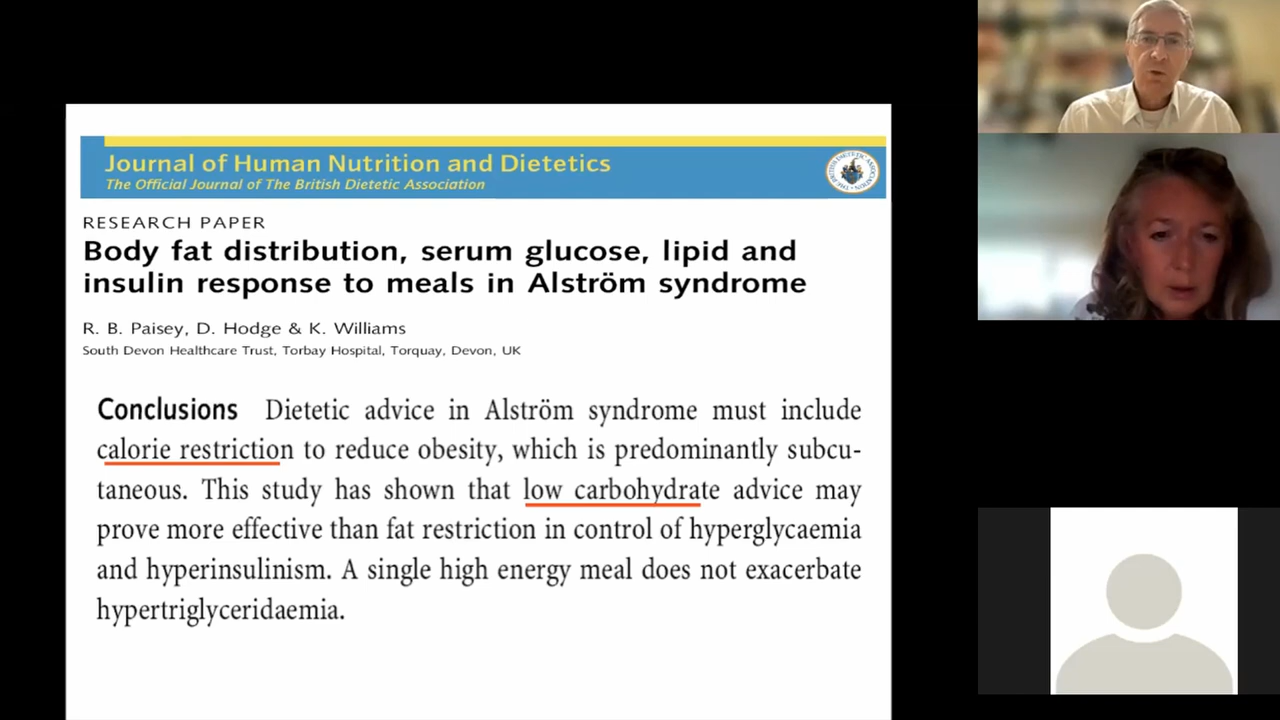 Journal of Human Nutrition and Dietetics
The Official Journal of The British Dietetic Association
RESEARCH PAPER
Body fat distribution, serum glucose, lipid and
insulin response to meals in Alström syndrome
R. B. Paisey, D. Hodge & K. Williams
South Devon Healthcare Trust, Torbay Hospital, Torquay, Devon, UK
Conclusions Dietetic advice in Alström syndrome must include
calorie restriction to reduce obesity, which is predominantly subcu-
taneous. This study has shown that low carbohydrate advice may
prove more effective than fat restriction in control of hyperglycaemia
and hyperinsulinism. A single high energy meal does not exacerbate
hypertriglyceridaemia.